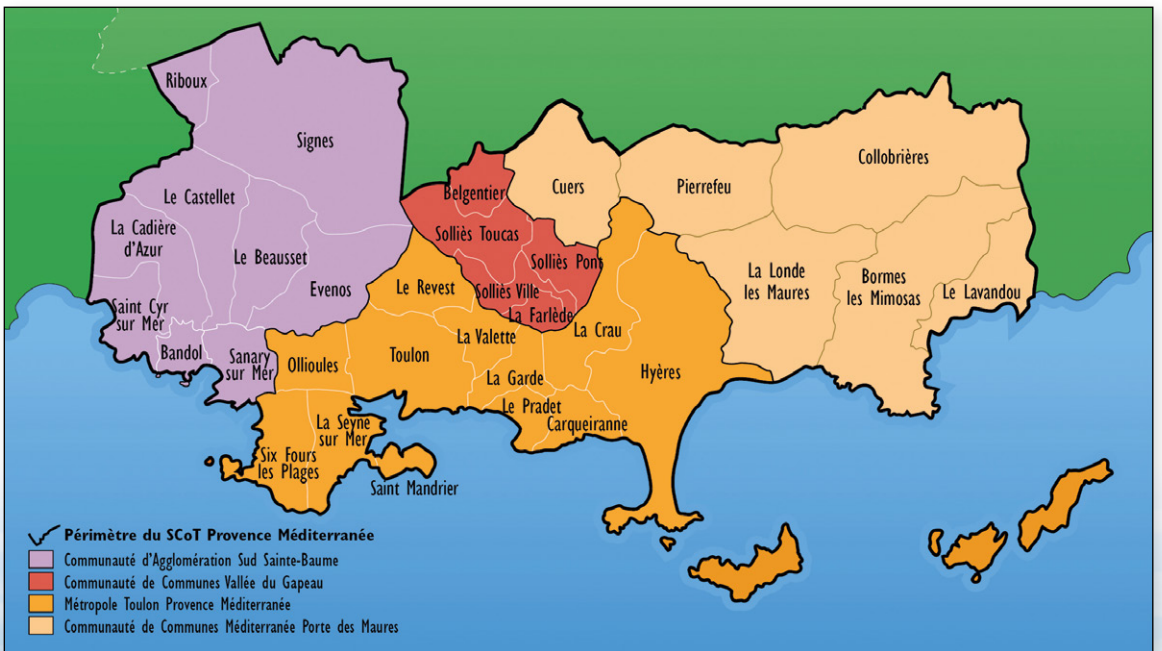 Riboux
Signes
Collobrières
Cuers
Pierrefeu
Belgentier
Le Castellet
La Cadière
d'Azur
Solliès Toucas
Le Beausset
Solliès Pont
La Londe
les Maures
Bormes
les Mimosas
Evenos
Le Revest
Solliès Ville
Le Lavandou
Saint Cyr
sur Mer
La Farlède
La Crau
La Valette
Bandol
Sanary
sur Mer
Ollioules
Toulon
Hyères
La Garde
Le Pradet
Carqueiranne
La Seyne
sur Mer
Six Fours
les Plages
Saint Mandrier
Périmètre du SCoT Provence Méditerranée
Communauté d'Agglomération Sud Sainte-Baume
Communauté de Communes Vallée du Gapeau
Métropole Toulon Provence Méditerranée
Communauté de Communes Méditerranée Porte des Maures